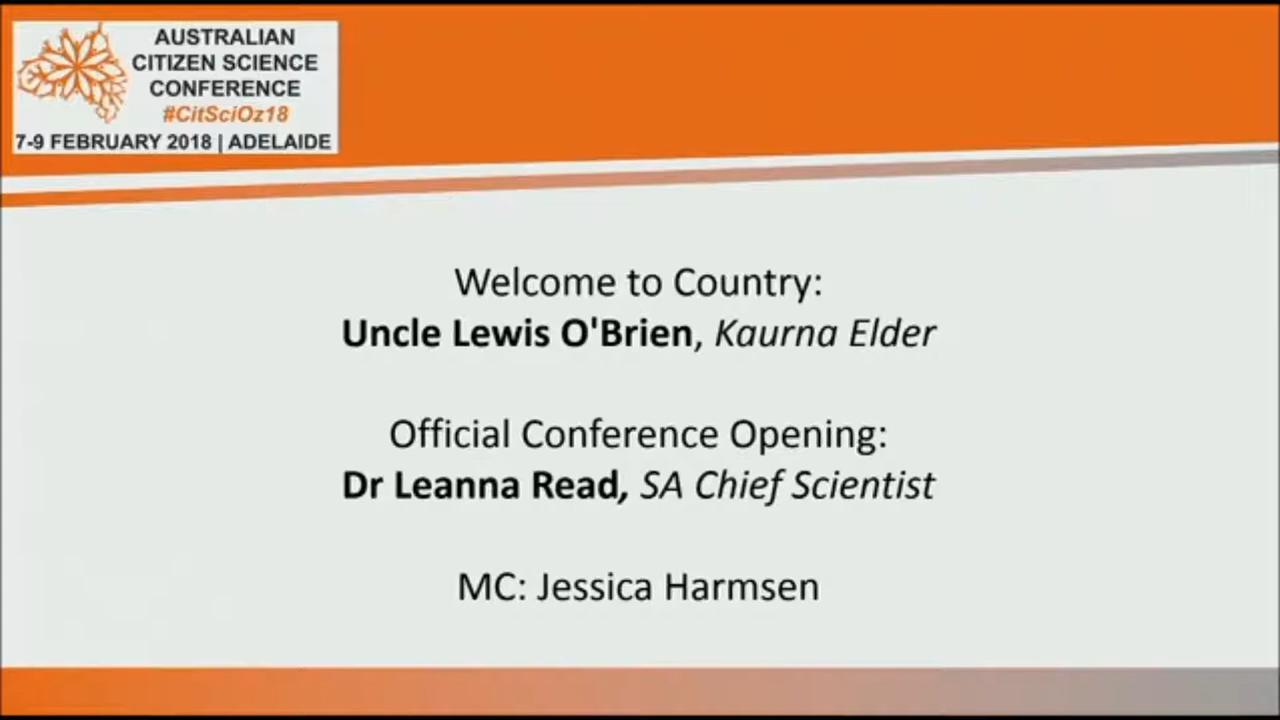 AUSTRALIAN
CITIZEN SCIENCE
CONFERENCE
#CitSciOz18
7-9 FEBRUARY 2018 | ADELAIDE
Welcome to Country:
Uncle Lewis O'Brien, Kaurna Elder
Official Conference Opening:
Dr Leanna Read, SA Chief Scientist
MC: Jessica Harmsen